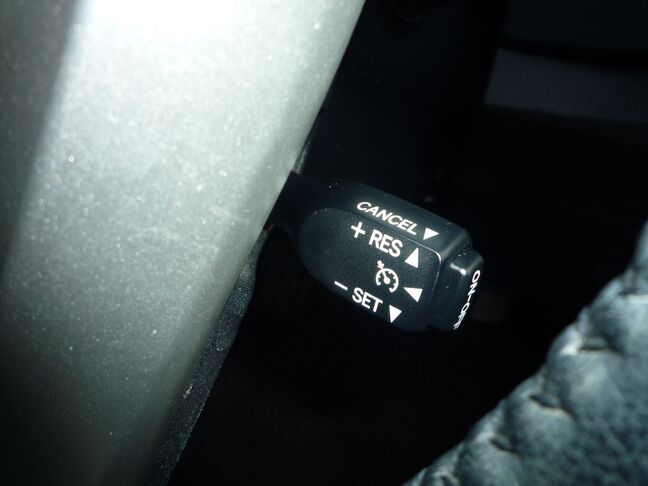 CANCEL ▼
+ RES ▲
◀
- SET ▼
ON-OFF